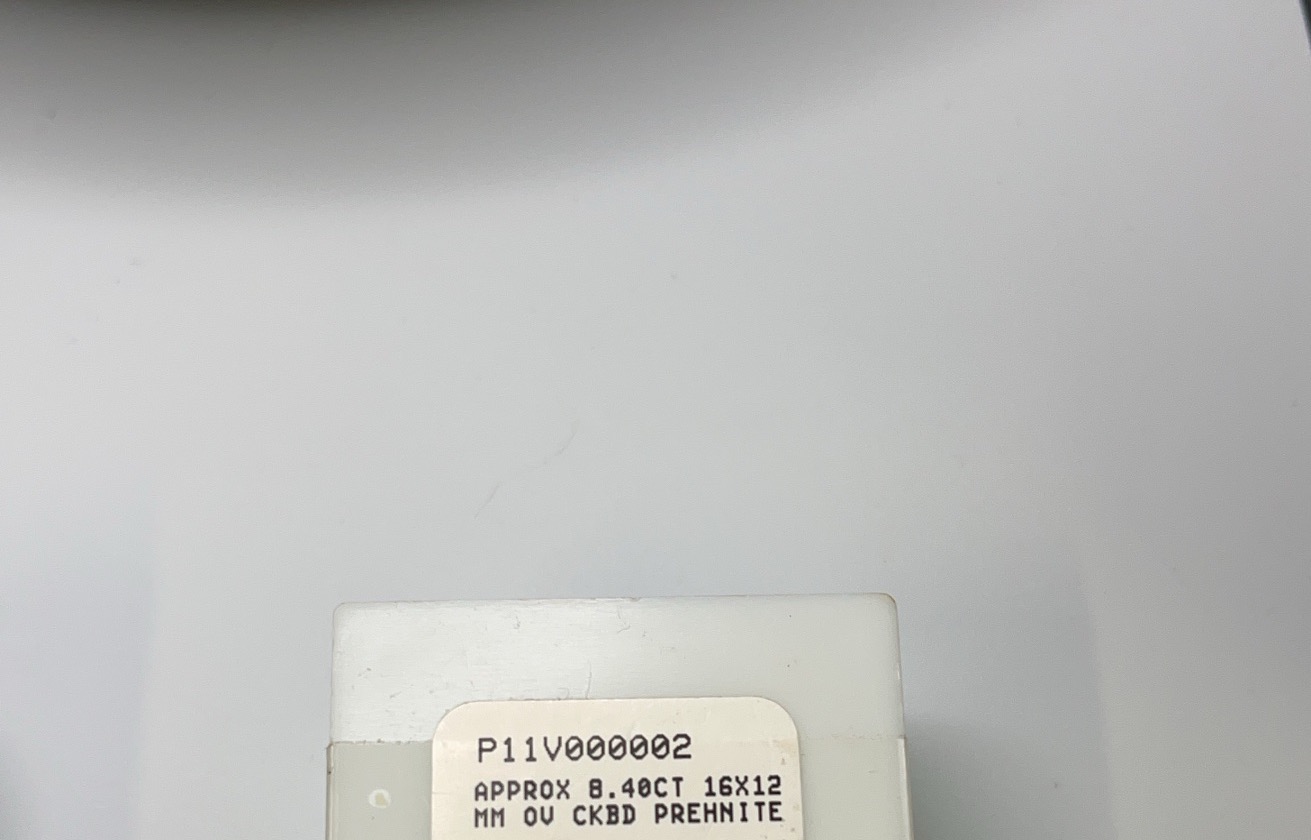 P11V000002
APPROX 8.40CT 16X12
MM OV CKBD PREHNITE